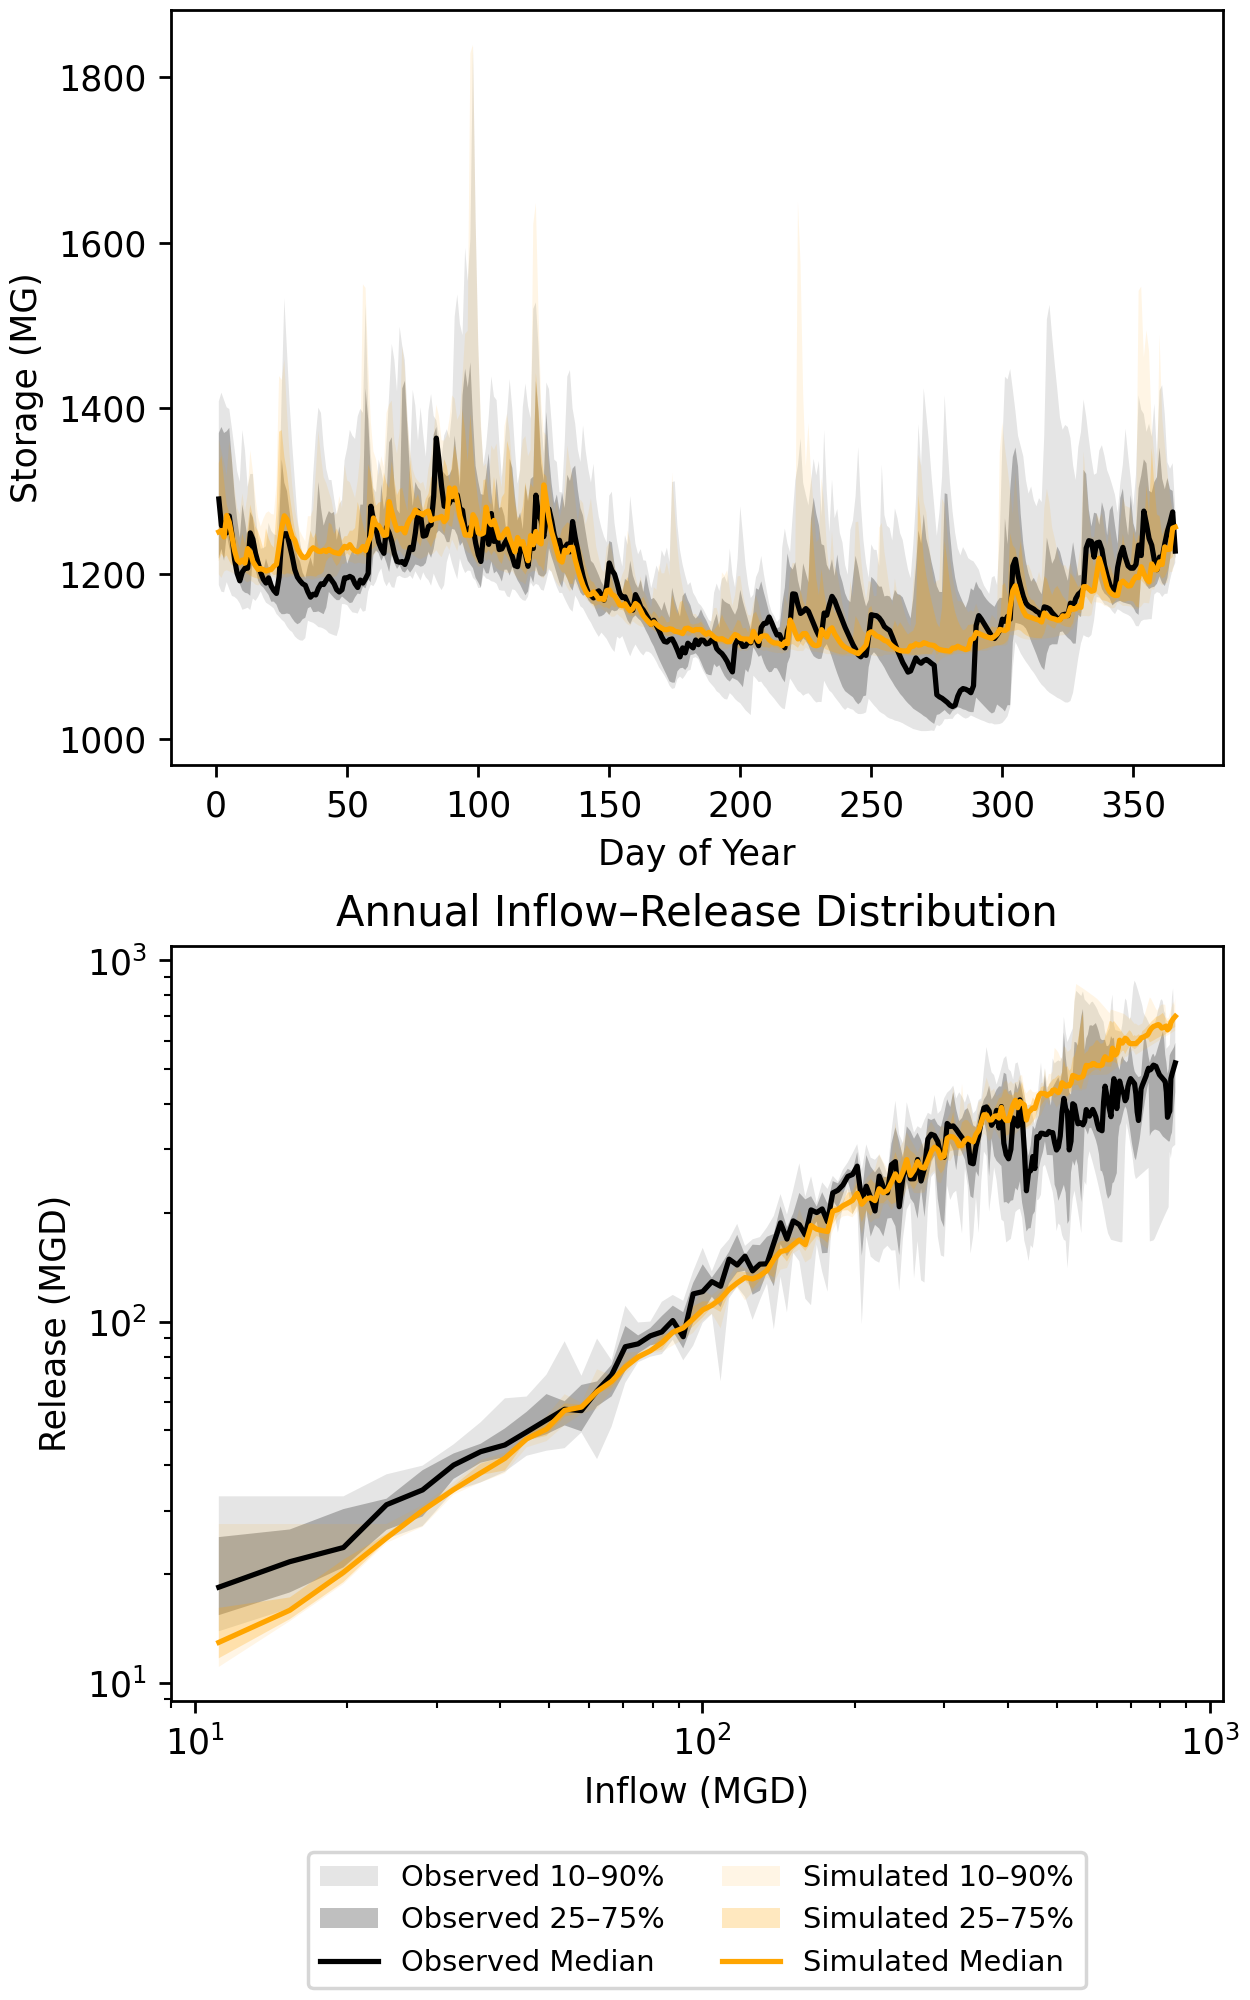 1800
1600
1400
1200
1000
Storage (MG)
0 50 100 150 200 250 300 350
Day of Year
Annual Inflow–Release Distribution
10³
10²
10¹
Release (MGD)
10¹ 10² 10³
Inflow (MGD)
Observed 10–90% Simulated 10–90%
Observed 25–75% Simulated 25–75%
Observed Median Simulated Median